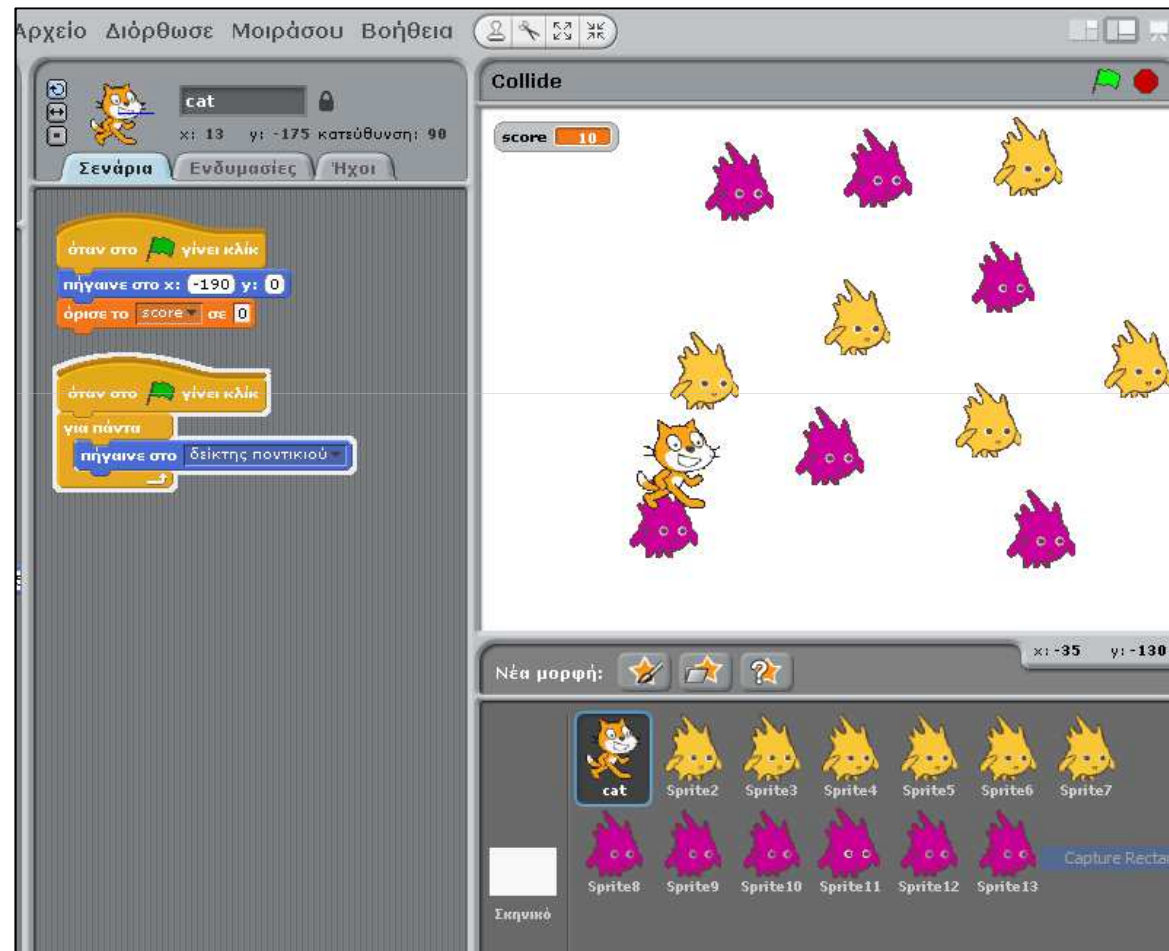 Αρχείο Διόρθωσε Μοιράσου Βοήθεια
cat
x: 13 y: -175 κατεύθυνση: 90
Σενάρια Ενδυμασίες Ήχοι
όταν στο γίνει κλίκ
πήγαινε στο x: -190 y: 0
όρισε το score σε 0
όταν στο γίνει κλίκ
για πάντα
πήγαινε στο δείκτης ποντικιού
Collide
score 10
x: -35 y: -130
Νέα μορφή:
cat Sprite2 Sprite3 Sprite4 Sprite5 Sprite6 Sprite7
Sprite8 Sprite9 Sprite10 Sprite11 Sprite12 Sprite13
Capture
Σκηνικό